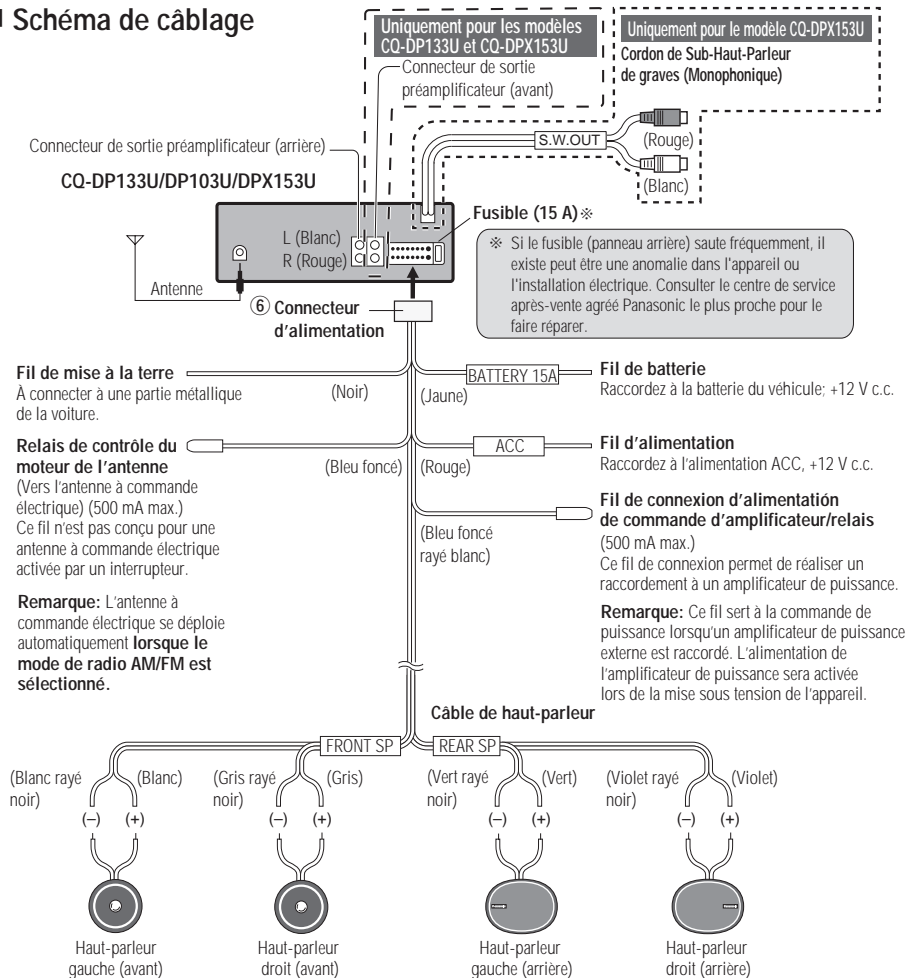 Schéma de câblage
Uniquement pour les modèles
CQ-DP133U et CQ-DPX153U
Connecteur de sortie
préamplificateur (avant)
Uniquement pour le modèle CQ-DPX153U
Cordon de Sub-Haut-Parleur
de graves (Monophonique)
S.W.OUT
(Rouge)
(Blanc)
Connecteur de sortie préamplificateur (arrière)
CQ-DP133U/DP103U/DPX153U
L (Blanc)
R (Rouge)
Antenne
Fusible (15 A)※
※ Si le fusible (panneau arrière) saute fréquemment, il
existe peut être une anomalie dans l'appareil ou
l'installation électrique. Consulter le centre de service
après-vente agréé Panasonic le plus proche pour le
faire réparer.
⑥ Connecteur
d'alimentation
Fil de mise à la terre
À connecter à une partie métallique
de la voiture.
(Noir)
(Jaune)
BATTERY 15A
Fil de batterie
Raccordez à la batterie du véhicule; +12 V c.c.
Relais de contrôle du
moteur de l'antenne
(Vers l'antenne à commande
électrique) (500 mA max.)
Ce fil n'est pas conçu pour une
antenne à commande électrique
activée par un interrupteur.
Remarque: L'antenne à
commande électrique se déploie
automatiquement lorsque le
mode de radio AM/FM est
sélectionné.
(Bleu foncé)
(Rouge)
ACC
Fil d'alimentation
Raccordez à l'alimentation ACC, +12 V c.c.
(Bleu foncé
rayé blanc)
Fil de connexion d'alimentatión
de commande d'amplificateur/relais
(500 mA max.)
Ce fil de connexion permet de réaliser un
raccordement à un amplificateur de puissance.
Remarque: Ce fil sert à la commande de
puissance lorsqu'un amplificateur de puissance
externe est raccordé. L'alimentation de
l'amplificateur de puissance sera activée
lors de la mise sous tension de l'appareil.
Câble de haut-parleur
FRONT SP
REAR SP
(Blanc rayé
noir)
(Blanc)
(Gris rayé
noir)
(Gris)
(Vert rayé
noir)
(Vert)
(Violet rayé
noir)
(Violet)
(–) (+)
(–) (+)
(–) (+)
(–) (+)
Haut-parleur
gauche (avant)
Haut-parleur
droit (avant)
Haut-parleur
gauche (arrière)
Haut-parleur
droit (arrière)